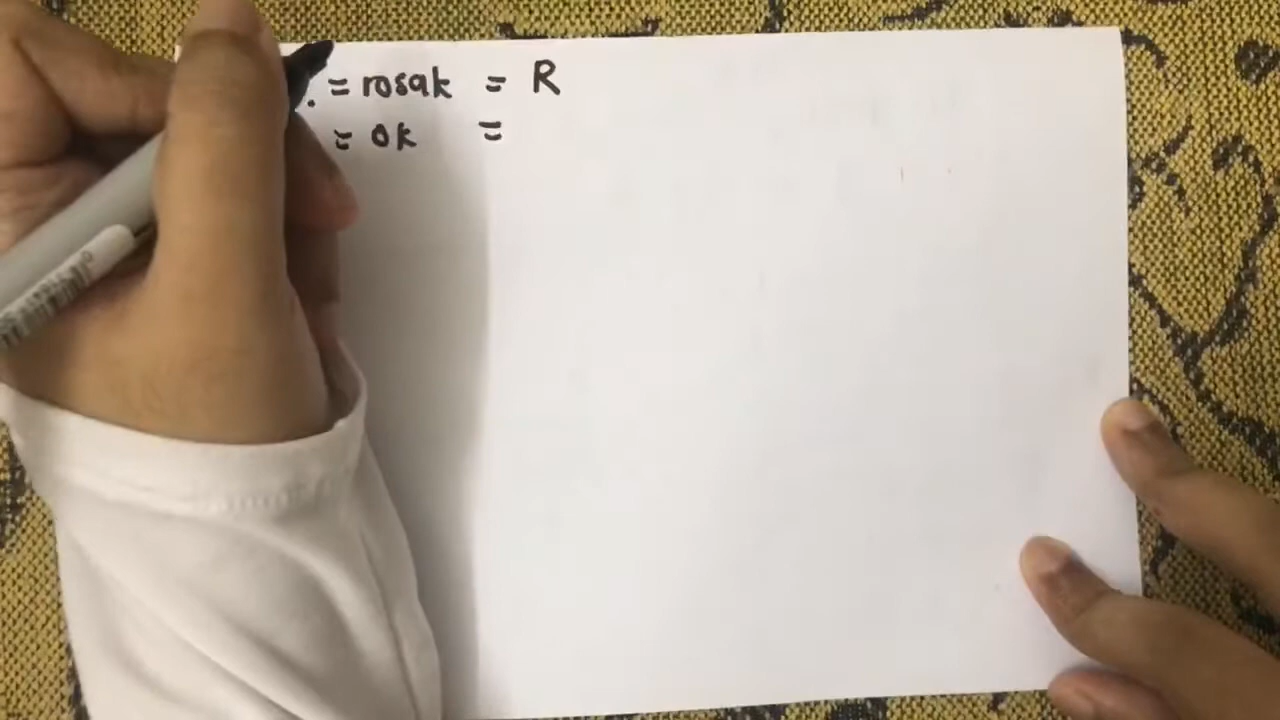 = rosak = R
= ok =